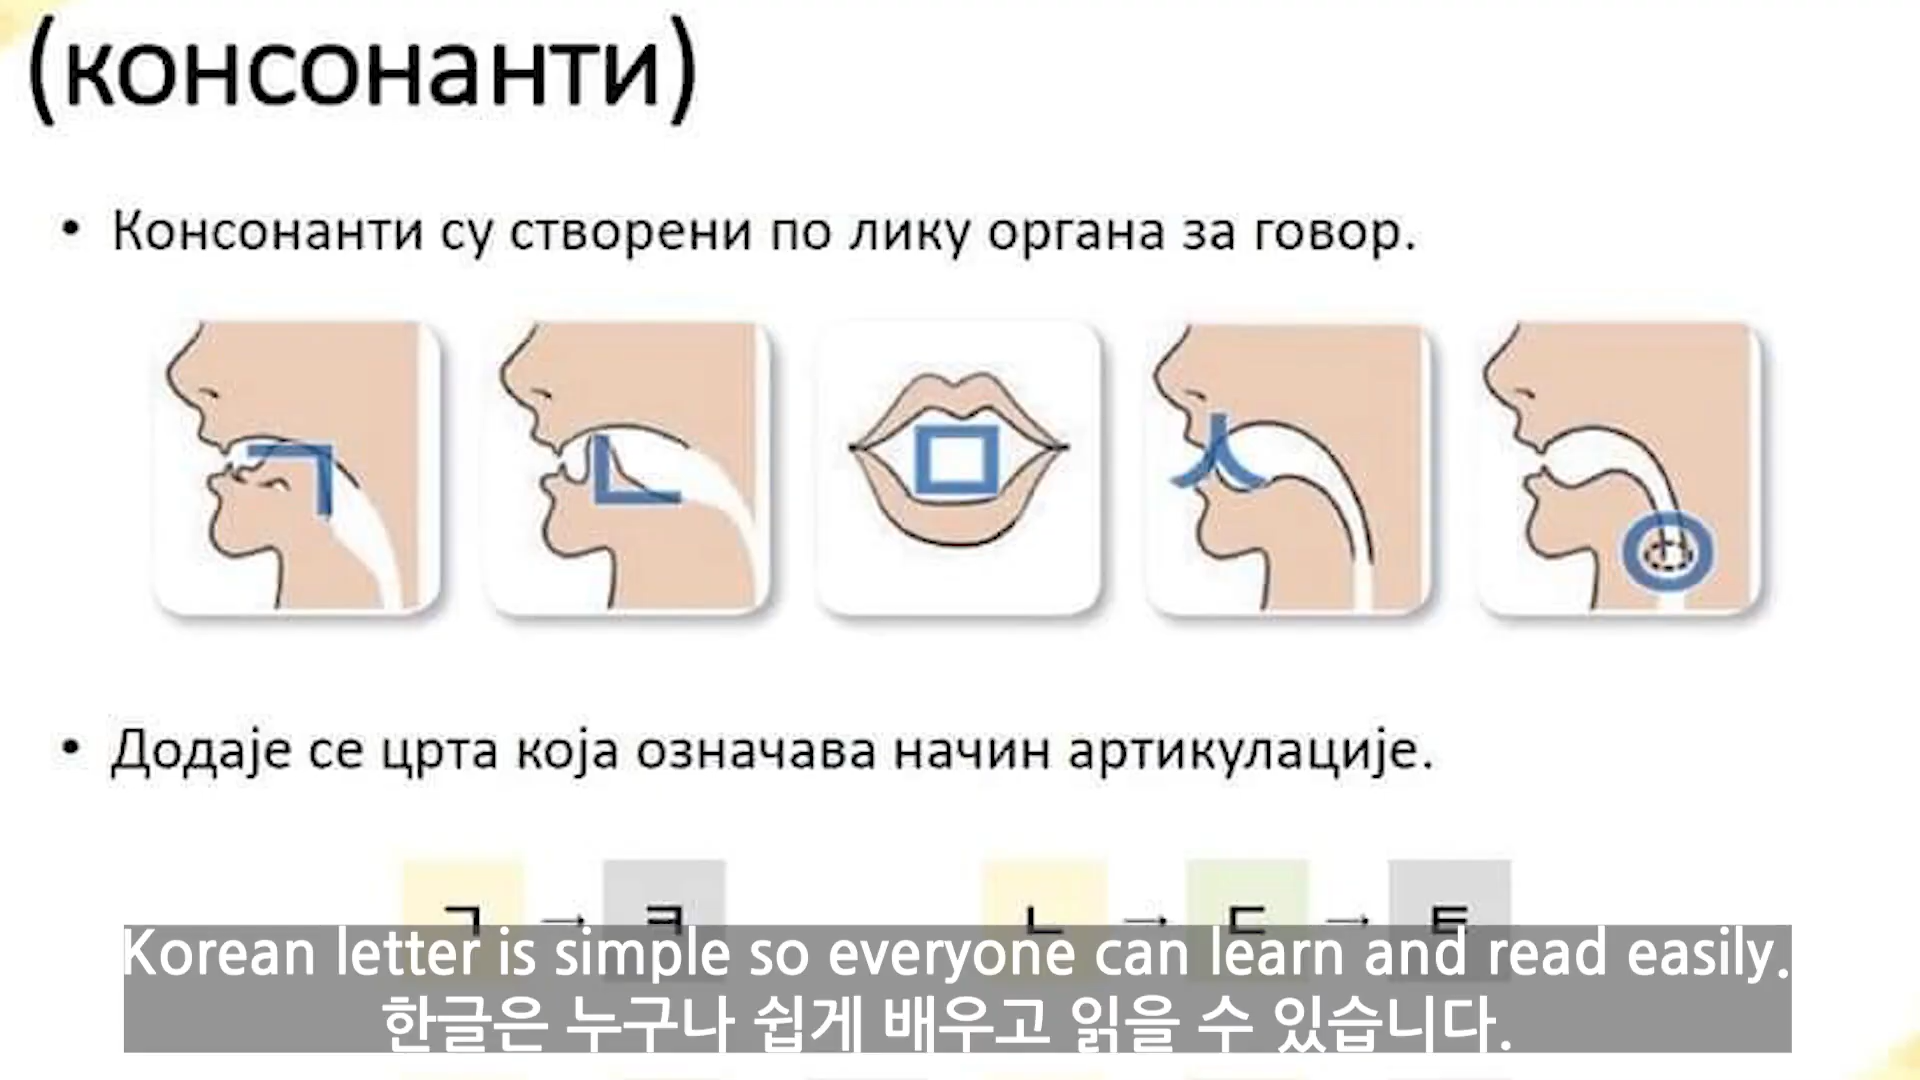 (консонанти)
• Консонанти су створени по лику органа за говор.
ㄱ ㄴ ㅁ ㅅ ㅇ
• Додаје се црта која означава начин артикулације.
ㄱ → ㅋ ㄴ → ㄷ → ㅌ
Korean letter is simple so everyone can learn and read easily.
한글은 누구나 쉽게 배우고 읽을 수 있습니다.